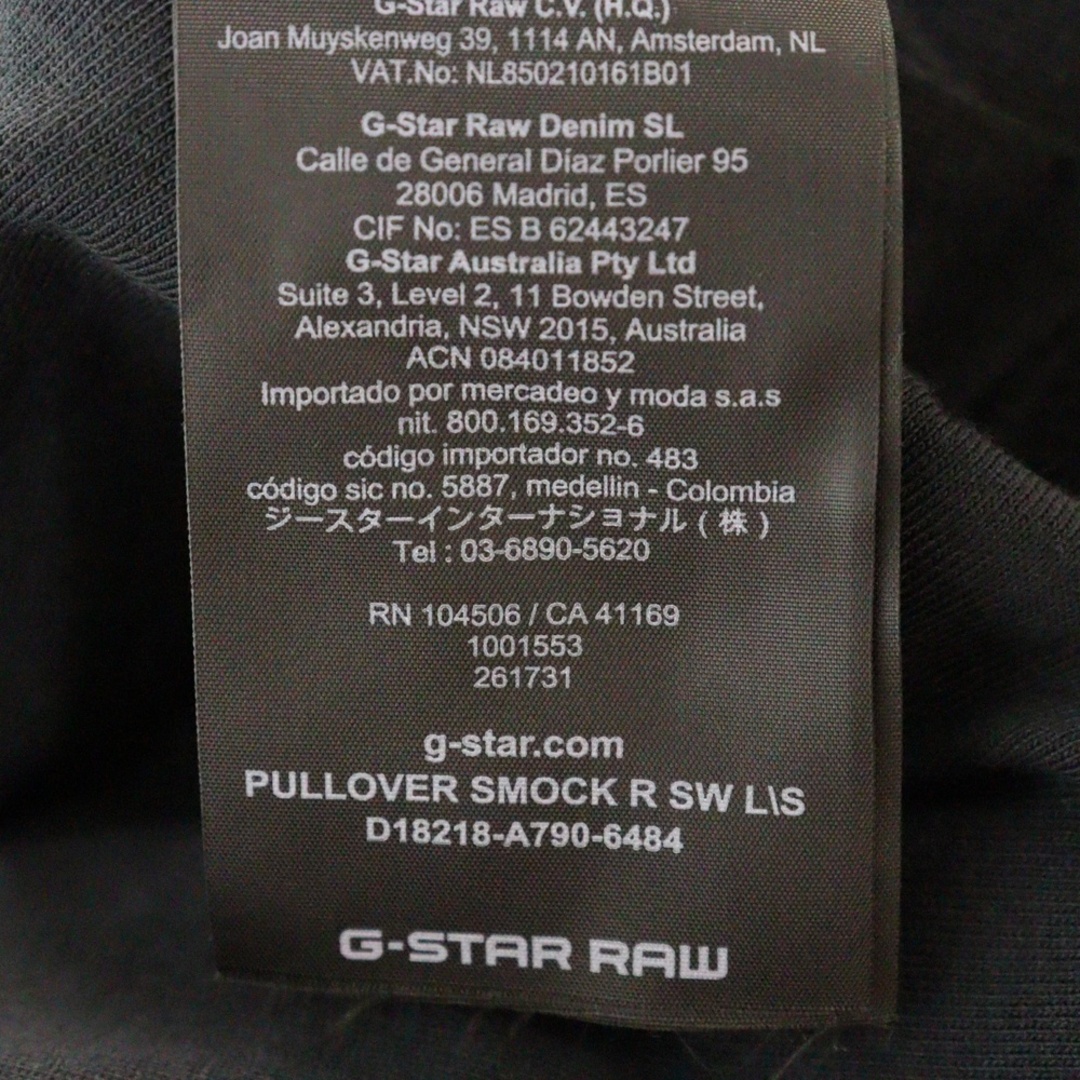 G-Star Raw C.V. (H.Q.)
Joan Muyskenweg 39, 1114 AN, Amsterdam, NL
VAT.No: NL850210161B01
G-Star Raw Denim SL
Calle de General Díaz Porlier 95
28006 Madrid, ES
CIF No: ES B 62443247
G-Star Australia Pty Ltd
Suite 3, Level 2, 11 Bowden Street,
Alexandria, NSW 2015, Australia
ACN 084011852
Importado por mercadeo y moda s.a.s
nit. 800.169.352-6
código importador no. 483
código sic no. 5887, medellin - Colombia
ジースターインターナショナル ( 株 )
Tel : 03-6890-5620
RN 104506 / CA 41169
1001553
261731
g-star.com
PULLOVER SMOCK R SW L\S
D18218-A790-6484
G-STAR RAW